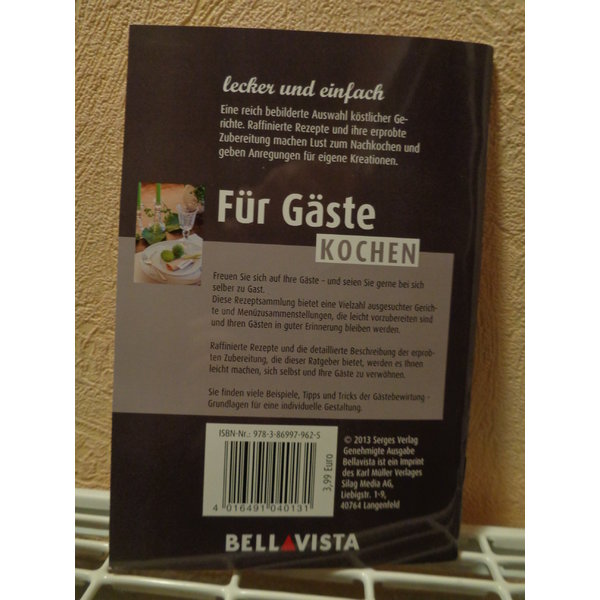 lecker und einfach
Eine reich bebilderte Auswahl köstlicher Ge-
richte. Raffinierte Rezepte und ihre erprobte
Zubereitung machen Lust zum Nachkochen und
geben Anregungen für eigene Kreationen.
Für Gäste
KOCHEN
Freuen Sie sich auf Ihre Gäste - und seien Sie gerne bei sich
selber zu Gast.
Diese Rezeptsammlung bietet eine Vielzahl ausgesuchter Gerich-
te und Menüzusammenstellungen, die leicht vorzubereiten sind
und Ihren Gästen in guter Erinnerung bleiben werden.
Raffinierte Rezepte und die detaillierte Beschreibung der erprob-
ten Zubereitung, die dieser Ratgeber bietet, werden es Ihnen
leicht machen, sich selbst und Ihre Gäste zu verwöhnen.
Sie finden viele Beispiele, Tipps und Tricks der Gästebewirtung -
Grundlagen für eine individuelle Gestaltung.
ISBN-Nr.: 978-3-86997-962-5
3,99 Euro
4 016491 040131
© 2013 Serges Verlag
Genehmigte Ausgabe
Bellavista ist ein Imprint
des Karl Müller Verlages
Silag Media AG,
Liebigstr. 1-9,
40764 Langenfeld
BELLAVISTA